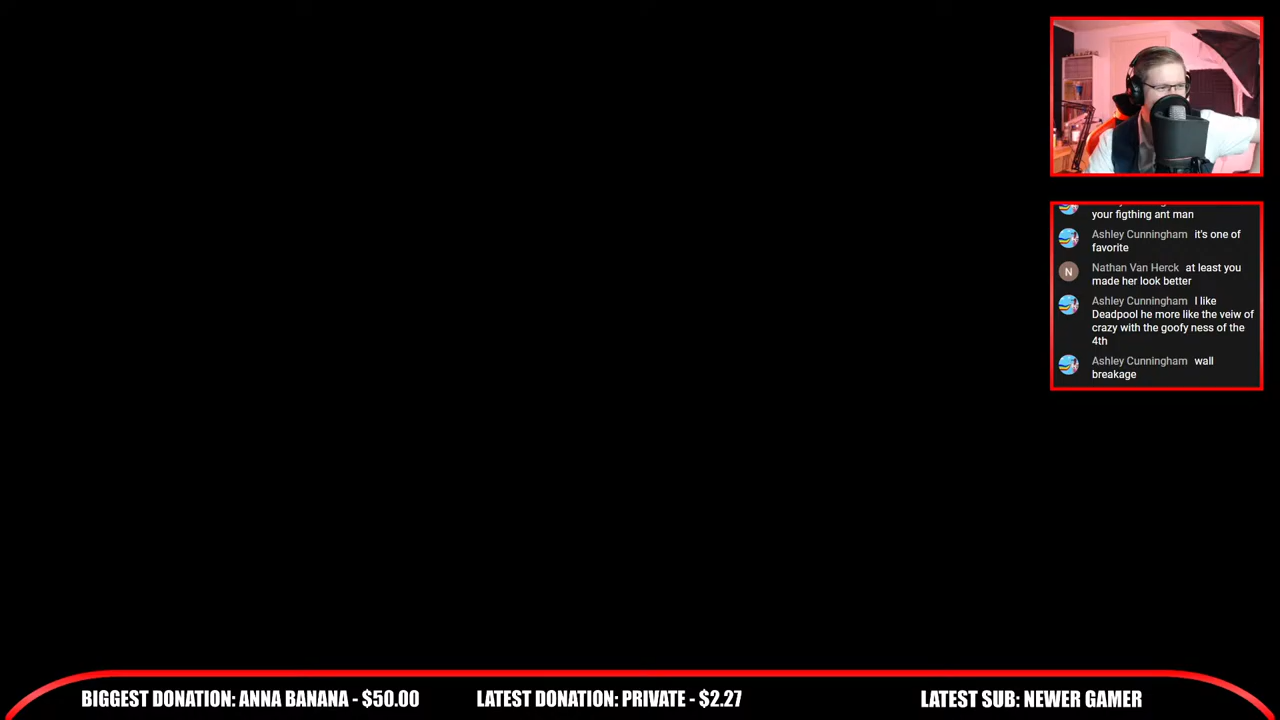 your figthing ant man
Ashley Cunningham it's one of
favorite
N
Nathan Van Herck at least you
made her look better
Ashley Cunningham I like
Deadpool he more like the veiw of
crazy with the goofy ness of the
4th
Ashley Cunningham wall
breakage
BIGGEST DONATION: ANNA BANANA - $50.00
LATEST DONATION: PRIVATE - $2.27
LATEST SUB: NEWER GAMER